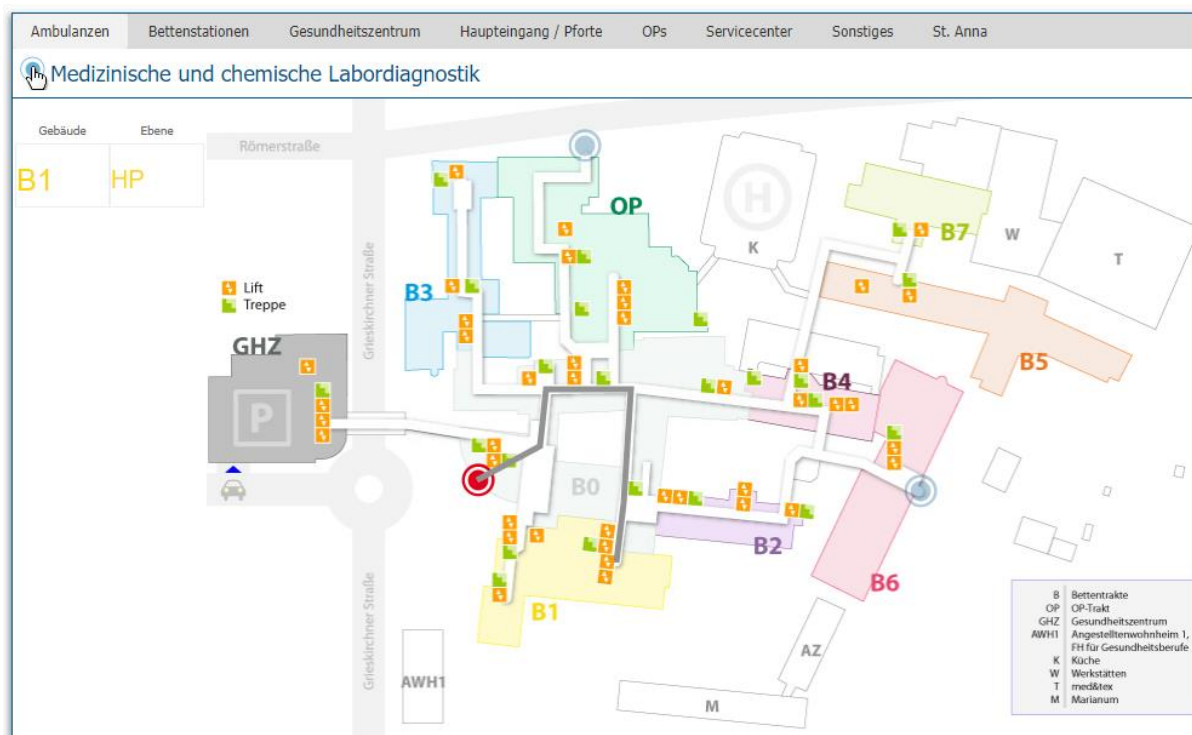 Ambulanzen Bettenstationen Gesundheitszentrum Haupteingang / Pforte OPs Servicecenter Sonstiges St. Anna
Medizinische und chemische Labordiagnostik
Gebäude Ebene
B1 HP
Römerstraße
OP
H
K
B7
W
T
Grieskirchner Straße
Lift
Treppe
B3
GHZ
P
B4
B5
B0
B2
B6
B1
Grieskirchner Straße
AWH1
AZ
M
B Bettentrakte
OP OP-Trakt
GHZ Gesundheitszentrum
AWH1 Angestelltenwohnheim 1,
FH für Gesundheitsberufe
K Küche
W Werkstätten
T med&tex
M Marianum